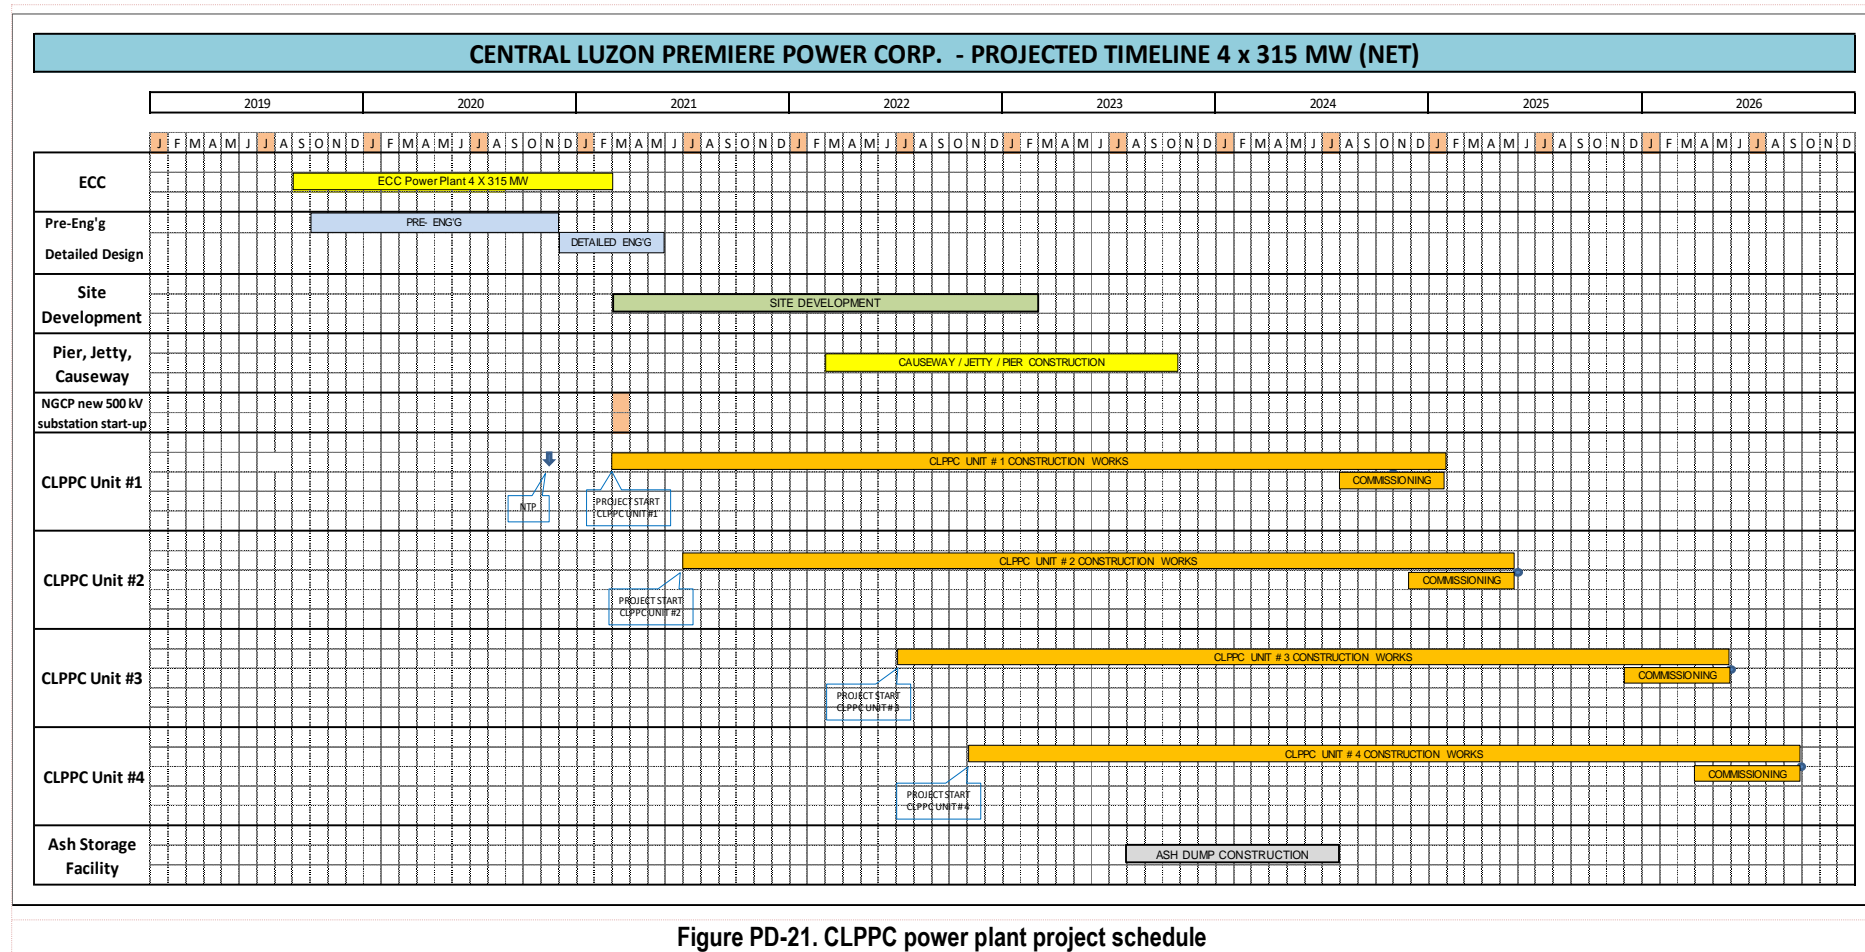 CENTRAL LUZON PREMIERE POWER CORP. - PROJECTED TIMELINE 4 x 315 MW (NET)
2019 2020 2021 2022 2023 2024 2025 2026
J F M A M J J A S O N D J F M A M J J A S O N D J F M A M J J A S O N D J F M A M J J A S O N D J F M A M J J A S O N D J F M A M J J A S O N D J F M A M J J A S O N D J F M A M J J A S O N D
ECC
ECC Power Plant 4 X 315 MW
Pre-Eng'g
PRE- ENG'G
Detailed Design
DETAILED ENG'G
Site
Development
SITE DEVELOPMENT
Pier, Jetty,
Causeway
CAUSEWAY / JETTY / PIER CONSTRUCTION
NGCP new 500 kV
substation start-up
CLPPC Unit #1
CLPPC UNIT # 1 CONSTRUCTION WORKS
COMMISSIONING
NTP
PROJECT START
CLPPC UNIT #1
CLPPC Unit #2
CLPPC UNIT # 2 CONSTRUCTION WORKS
COMMISSIONING
PROJECT START
CLPPC UNIT #2
CLPPC Unit #3
CLPPC UNIT # 3 CONSTRUCTION WORKS
COMMISSIONING
PROJECT START
CLPPC UNIT # 3
CLPPC Unit #4
CLPPC UNIT # 4 CONSTRUCTION WORKS
COMMISSIONING
PROJECT START
CLPPC UNIT # 4
Ash Storage
Facility
ASH DUMP CONSTRUCTION
Figure PD-21. CLPPC power plant project schedule